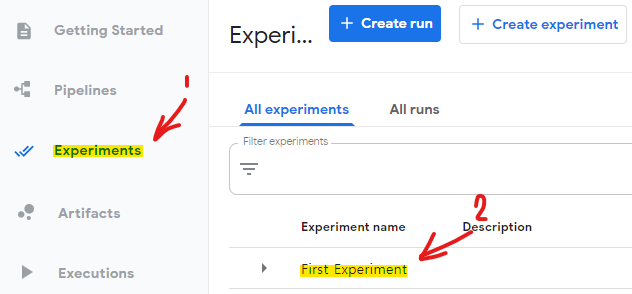 Getting Started
Pipelines
1
Experiments
Artifacts
Executions
Experi...
+ Create run
+ Create experiment
All experiments
All runs
Filter experiments
2
Experiment name
Description
First Experiment